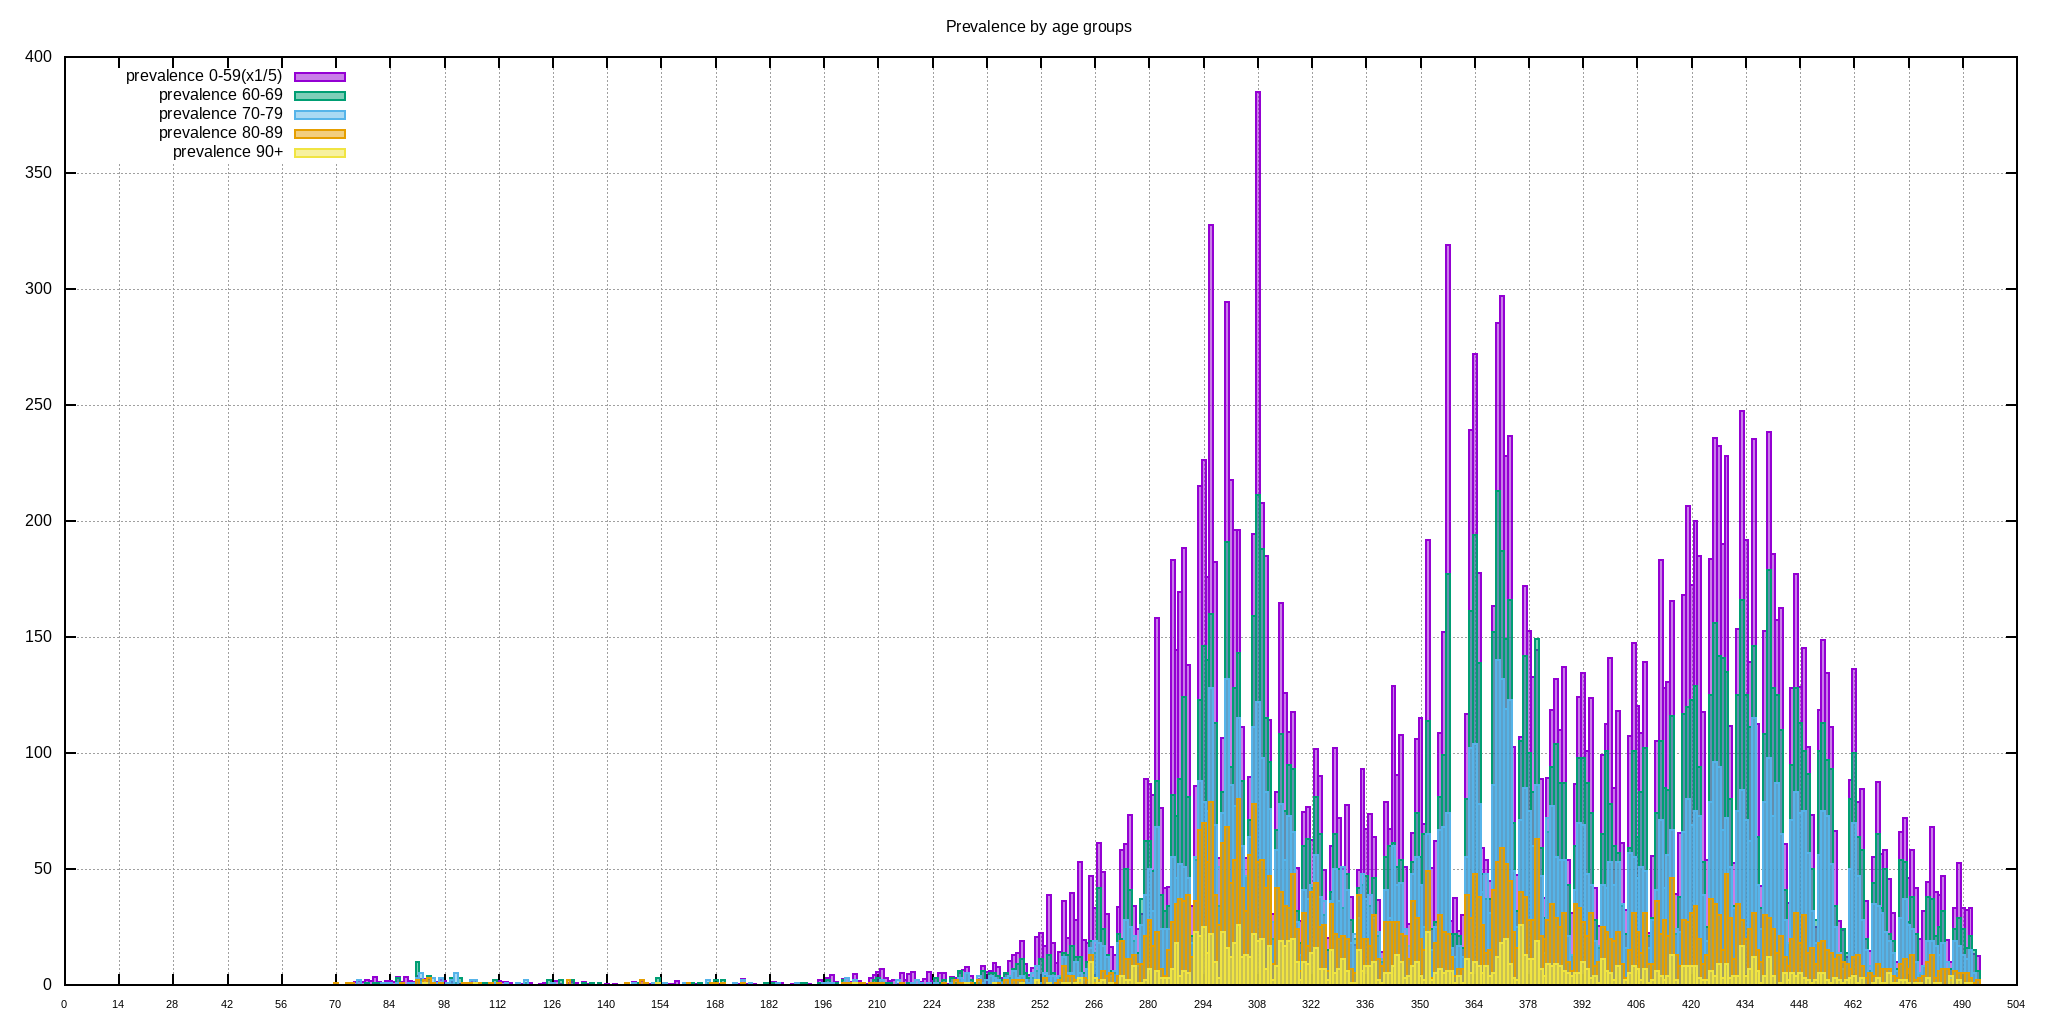 Prevalence by age groups
400
350
300
250
200
150
100
50
0
prevalence 0-59(x1/5)
prevalence 60-69
prevalence 70-79
prevalence 80-89
prevalence 90+
0 14 28 42 56 70 84 98 112 126 140 154 168 182 196 210 224 238 252 266 280 294 308 322 336 350 364 378 392 406 420 434 448 462 476 490 504